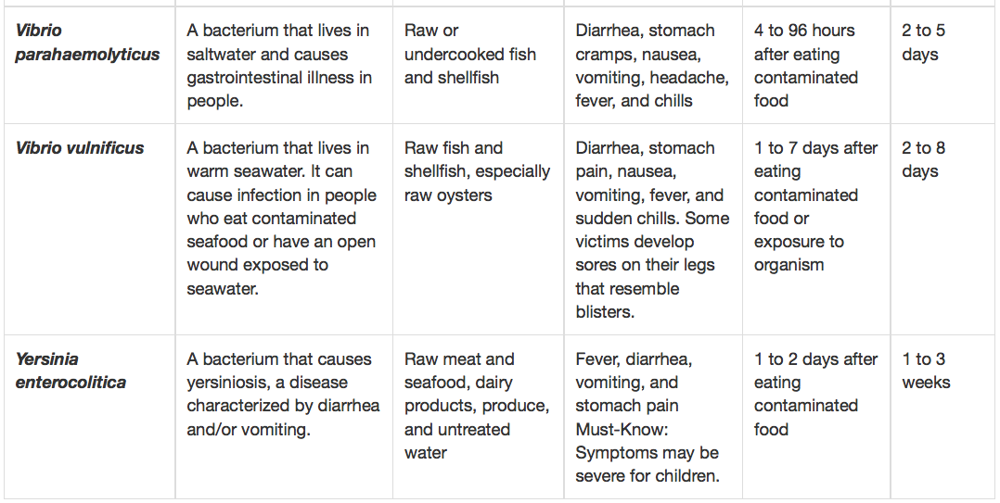 Vibrio
parahaemolyticus
A bacterium that lives in
saltwater and causes
gastrointestinal illness in
people.
Raw or
undercooked fish
and shellfish
Diarrhea, stomach
cramps, nausea,
vomiting, headache,
fever, and chills
4 to 96 hours
after eating
contaminated
food
2 to 5
days
Vibrio vulnificus
A bacterium that lives in
warm seawater. It can
cause infection in people
who eat contaminated
seafood or have an open
wound exposed to
seawater.
Raw fish and
shellfish, especially
raw oysters
Diarrhea, stomach
pain, nausea,
vomiting, fever, and
sudden chills. Some
victims develop
sores on their legs
that resemble
blisters.
1 to 7 days after
eating
contaminated
food or
exposure to
organism
2 to 8
days
Yersinia
enterocolitica
A bacterium that causes
yersiniosis, a disease
characterized by diarrhea
and/or vomiting.
Raw meat and
seafood, dairy
products, produce,
and untreated
water
Fever, diarrhea,
vomiting, and
stomach pain
Must-Know:
Symptoms may be
severe for children.
1 to 2 days after
eating
contaminated
food
1 to 3
weeks